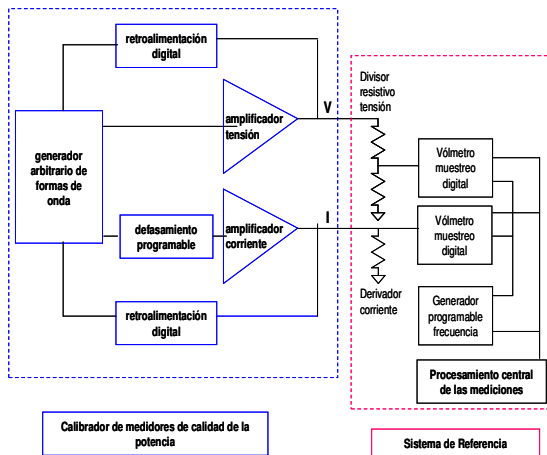 retroalimentación
digital
V
Divisor
resistivo
tensión
amplificador
tensión
generador
arbitrario de
formas de
onda
Vólmetro
muestreo
digital
defasamiento
programable
amplificador
corriente
I
Vólmetro
muestreo
digital
retroalimentación
digital
Derivador
corriente
Generador
programable
frecuencia
Procesamiento central
de las mediciones
Calibrador de medidores de calidad de la
potencia
Sistema de Referencia